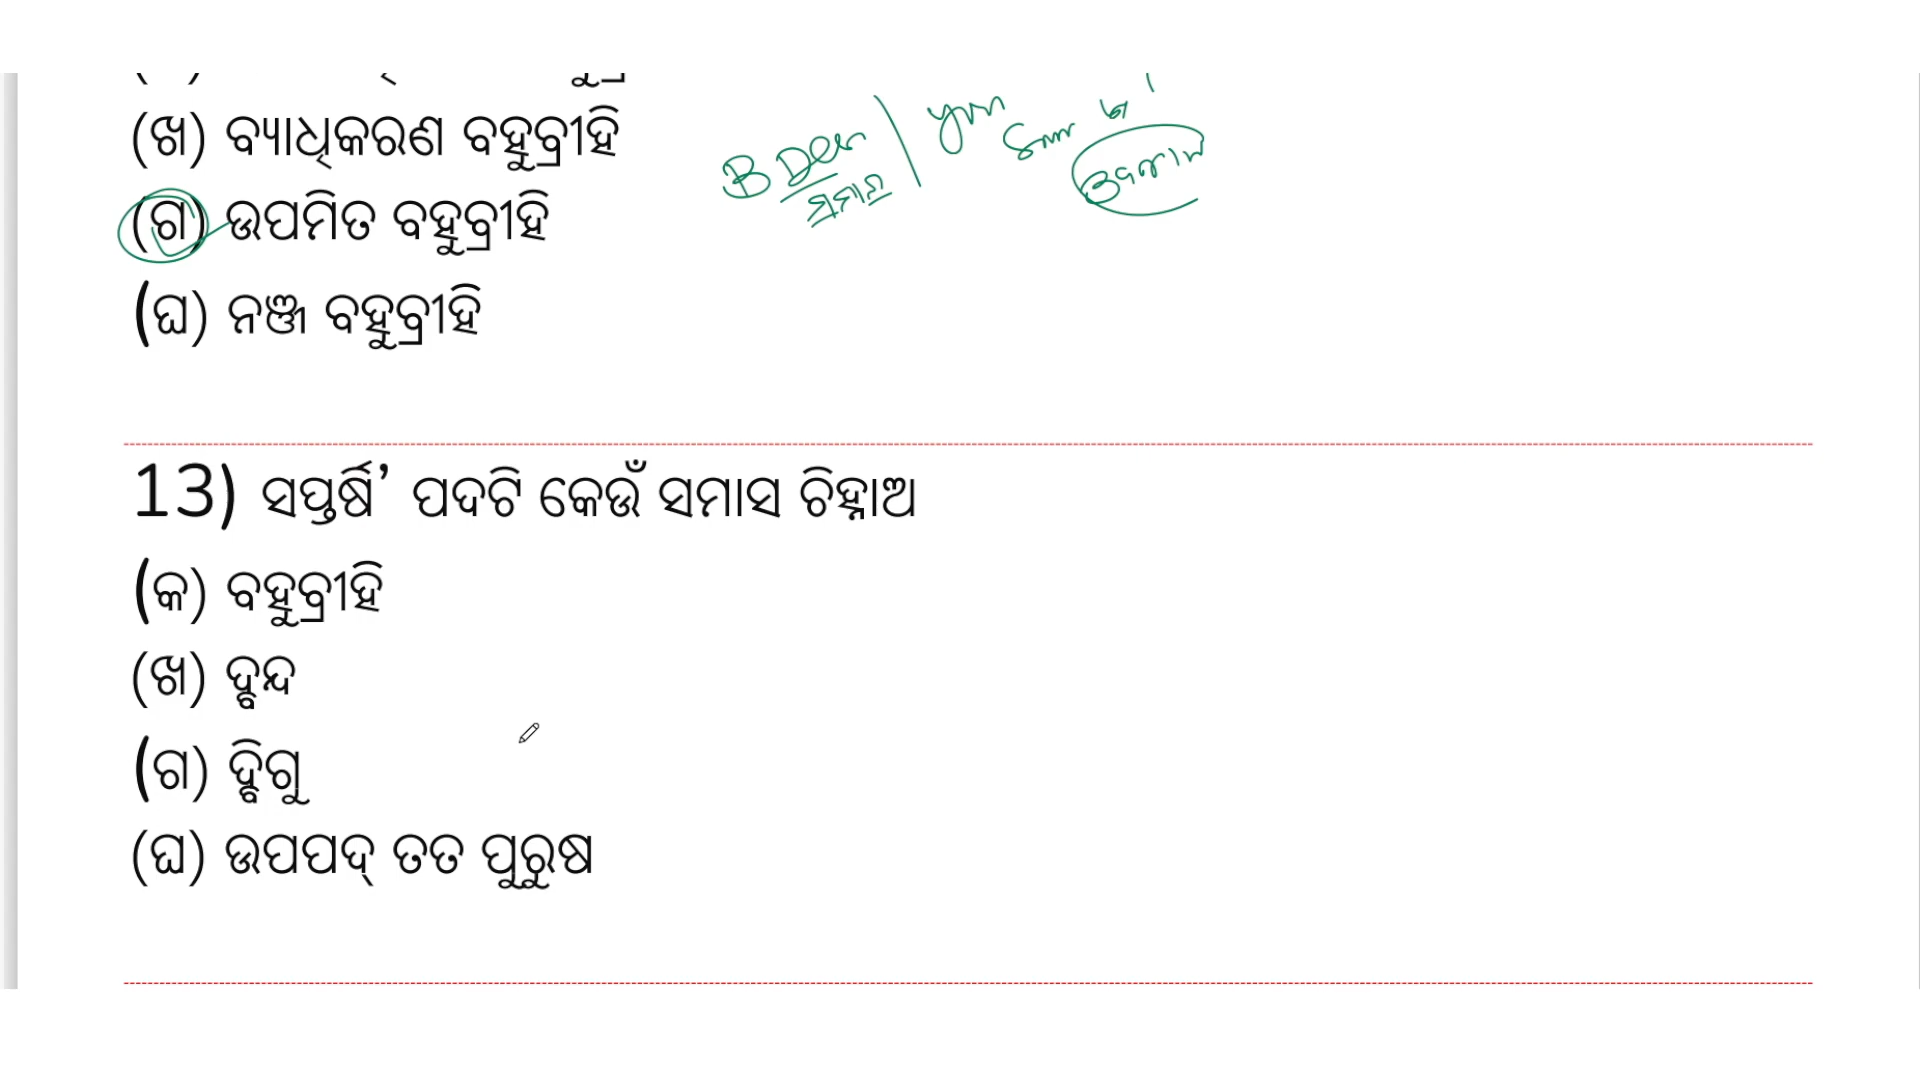 (ଖ) ବ୍ୟାଧିକରଣ ବହୁବ୍ରୀହି
(ଗ) ଉପମିତ ବହୁବ୍ରୀହି
(ଘ) ନଞ୍ଜ ବହୁବ୍ରୀହି
13) ସପ୍ତର୍ଷି’ ପଦଟି କେଉଁ ସମାସ ଚିହ୍ନାଅ
(କ) ବହୁବ୍ରୀହି
(ଖ) ଦ୍ବନ୍ଦ
(ଗ) ଦ୍ବିଗୁ
(ଘ) ଉପପଦ୍ ତତ ପୁରୁଷ